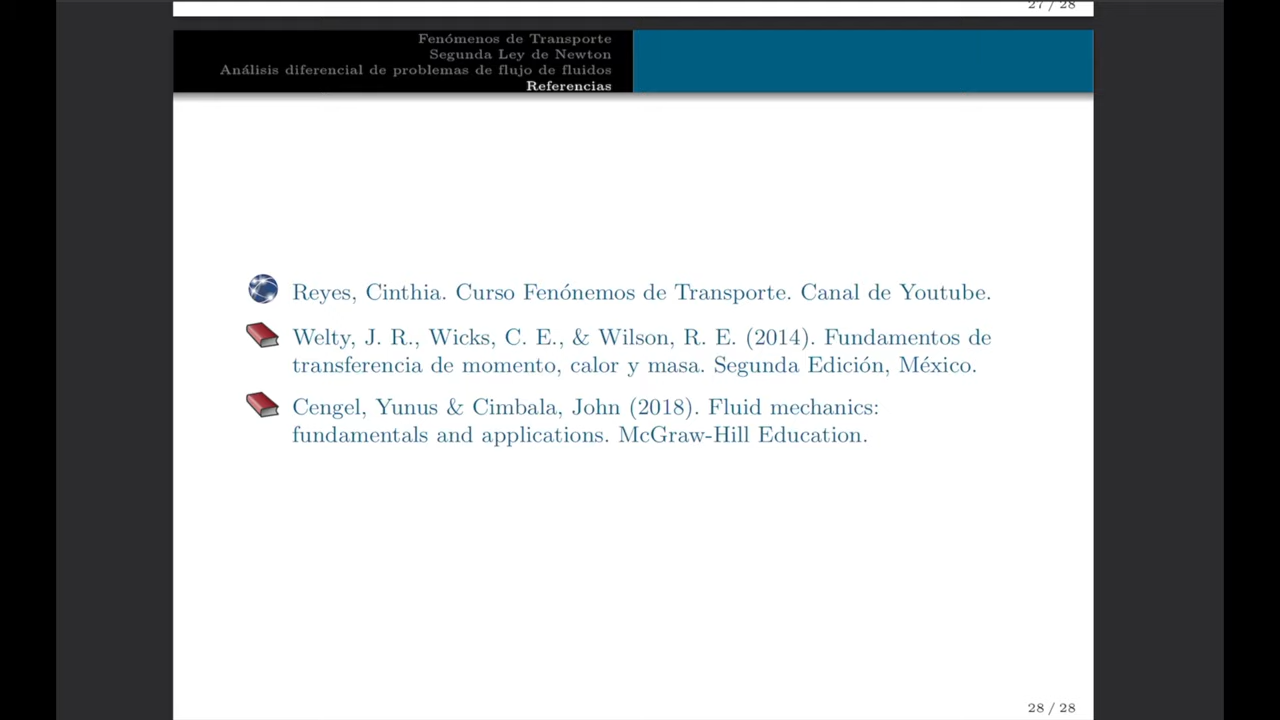 27 / 28
Fenómenos de Transporte
Segunda Ley de Newton
Análisis diferencial de problemas de flujo de fluidos
Referencias
Reyes, Cinthia. Curso Fenónemos de Transporte. Canal de Youtube.
Welty, J. R., Wicks, C. E., & Wilson, R. E. (2014). Fundamentos de
transferencia de momento, calor y masa. Segunda Edición, México.
Cengel, Yunus & Cimbala, John (2018). Fluid mechanics:
fundamentals and applications. McGraw-Hill Education.
28 / 28